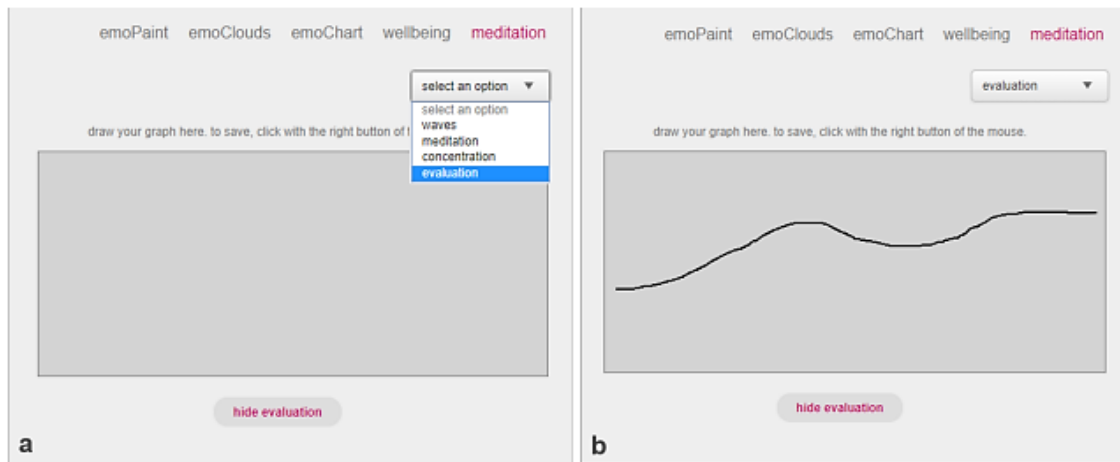 emoPaint emoClouds emoChart wellbeing meditation
select an option
select an option
waves
meditation
concentration
evaluation
draw your graph here. to save, click with the right button of
hide evaluation
a
emoPaint emoClouds emoChart wellbeing meditation
evaluation
draw your graph here. to save, click with the right button of the mouse.
hide evaluation
b